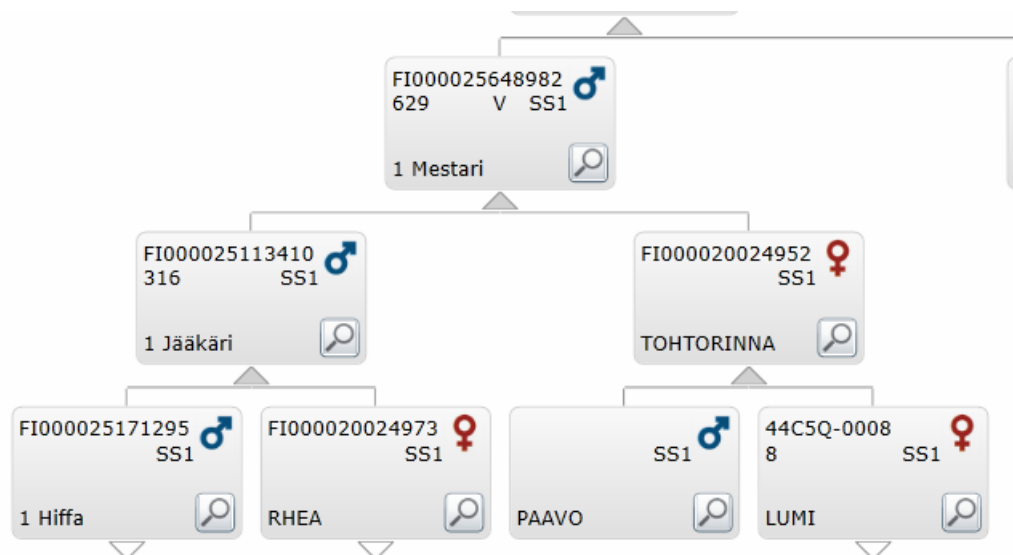 FI000025648982
629 V SS1
1 Mestari
FI000025113410
316 SS1
1 Jääkäri
FI000020024952
SS1
TOHTORINNA
FI000025171295
SS1
1 Hiffa
FI000020024973
SS1
RHEA
SS1
PAAVO
44C5Q-0008
8 SS1
LUMI